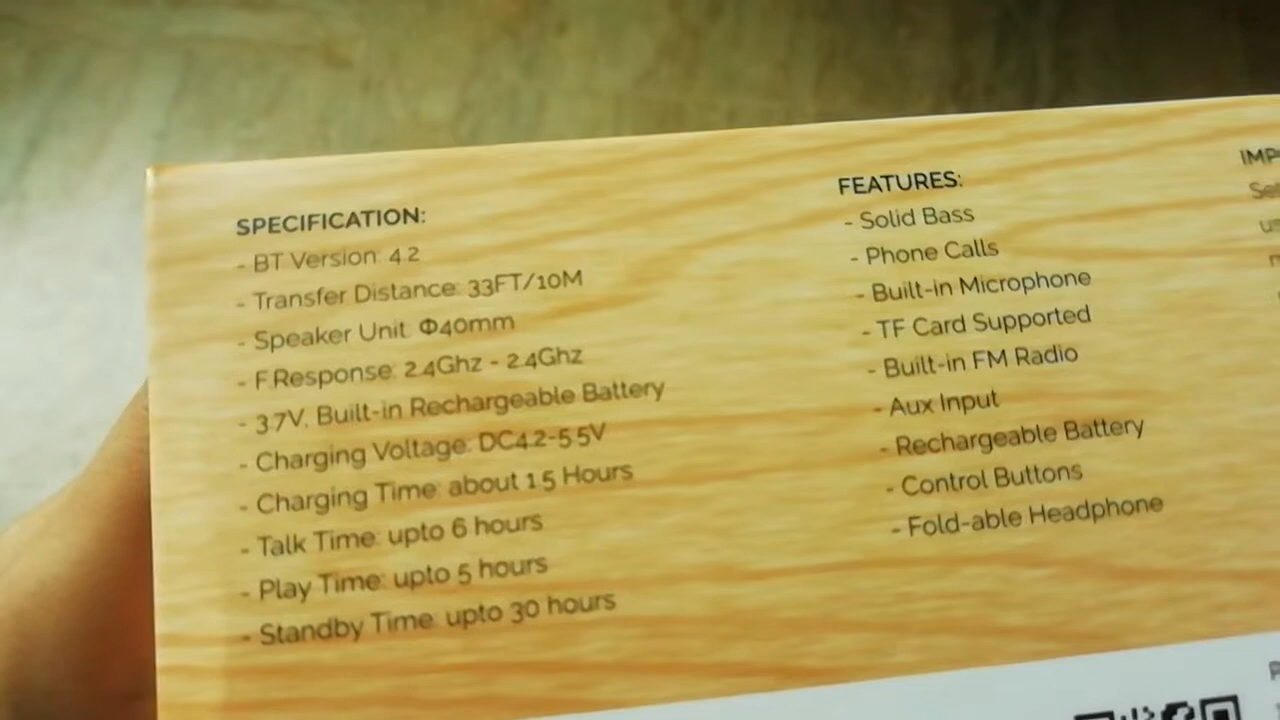 SPECIFICATION:
- BT Version: 4.2
- Transfer Distance: 33FT/10M
- Speaker Unit: Φ40mm
- F.Response: 2.4Ghz - 2.4Ghz
- 3.7V, Built-in Rechargeable Battery
- Charging Voltage: DC4.2-5.5V
- Charging Time: about 1.5 Hours
- Talk Time: upto 6 hours
- Play Time: upto 5 hours
- Standby Time: upto 30 hours
FEATURES:
- Solid Bass
- Phone Calls
- Built-in Microphone
- TF Card Supported
- Built-in FM Radio
- Aux Input
- Rechargeable Battery
- Control Buttons
- Fold-able Headphone